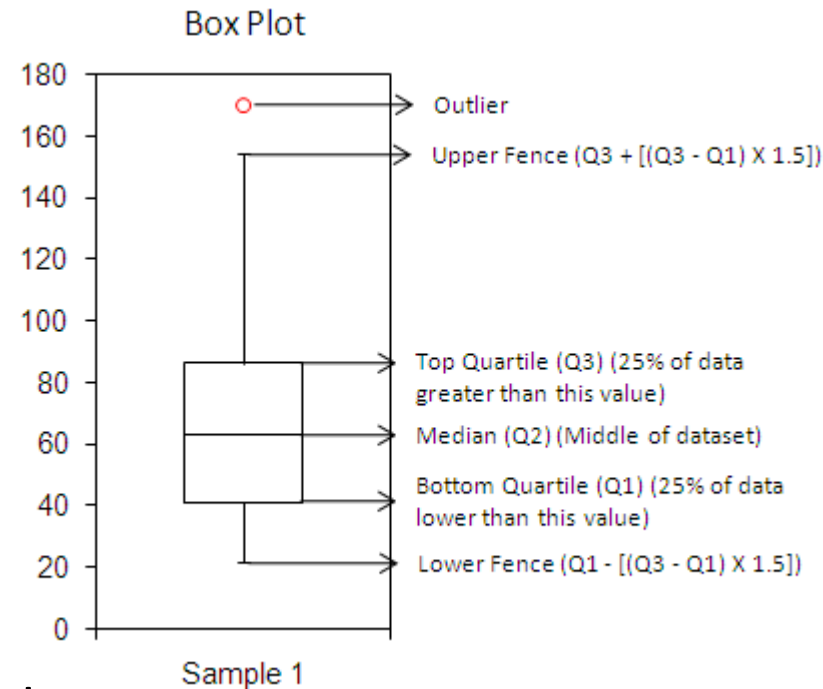 Box Plot
180
160
140
120
100
80
60
40
20
0
Outlier
Upper Fence (Q3 + [(Q3 - Q1) X 1.5])
Top Quartile (Q3) (25% of data
greater than this value)
Median (Q2) (Middle of dataset)
Bottom Quartile (Q1) (25% of data
lower than this value)
Lower Fence (Q1 - [(Q3 - Q1) X 1.5])
Sample 1